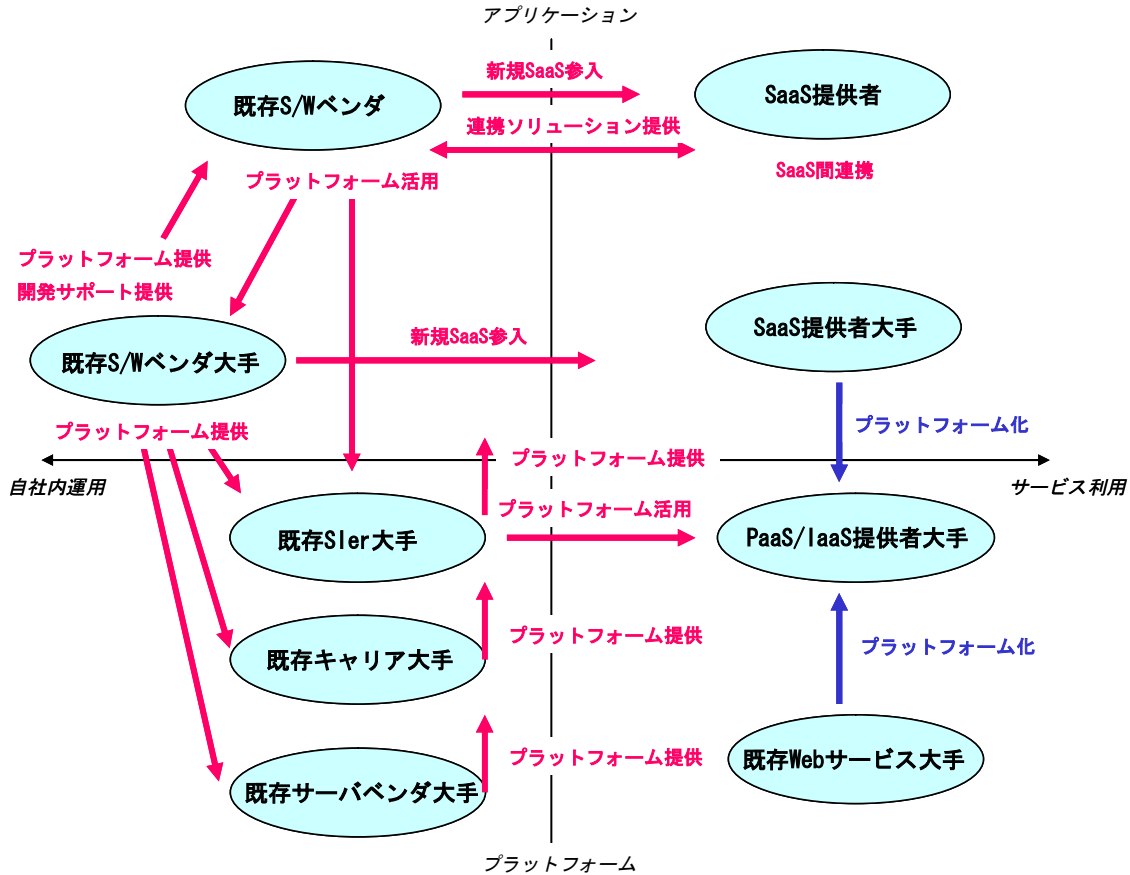 アプリケーション
既存S/Wベンダ
新規SaaS参入
SaaS提供者
連携ソリューション提供
SaaS間連携
プラットフォーム活用
プラットフォーム提供
開発サポート提供
SaaS提供者大手
新規SaaS参入
既存S/Wベンダ大手
プラットフォーム化
プラットフォーム提供
プラットフォーム提供
自社内運用
サービス利用
プラットフォーム活用
既存SIer大手
PaaS/IaaS提供者大手
プラットフォーム提供
プラットフォーム化
既存キャリア大手
プラットフォーム提供
既存Webサービス大手
既存サーバベンダ大手
プラットフォーム